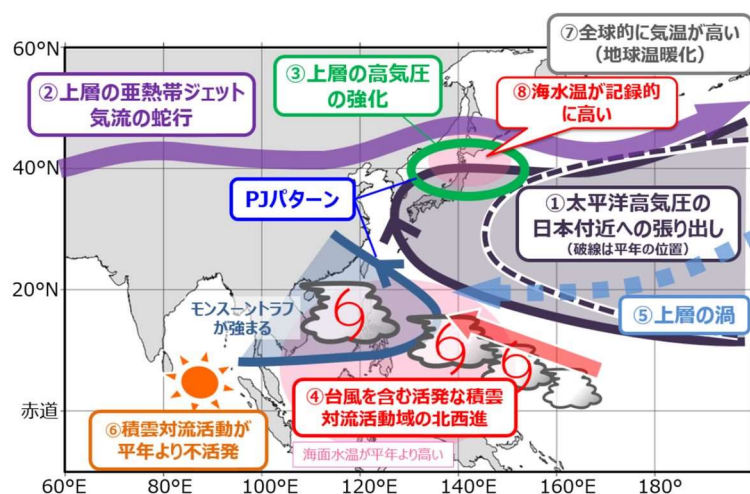 60°N
40°N
20°N
赤道
60°E
80°E
100°E
120°E
140°E
160°E
180°
⑦全球的に気温が高い
（地球温暖化）
③上層の高気圧
の強化
⑧海水温が記録的
に高い
②上層の亜熱帯ジェット
気流の蛇行
PJパターン
①太平洋高気圧の
日本付近への張り出し
（破線は平年の位置）
モンスーントラフ
が強まる
⑤上層の渦
④台風を含む活発な積雲
対流活動域の北西進
⑥積雲対流活動が
平年より不活発
海面水温が平年より高い